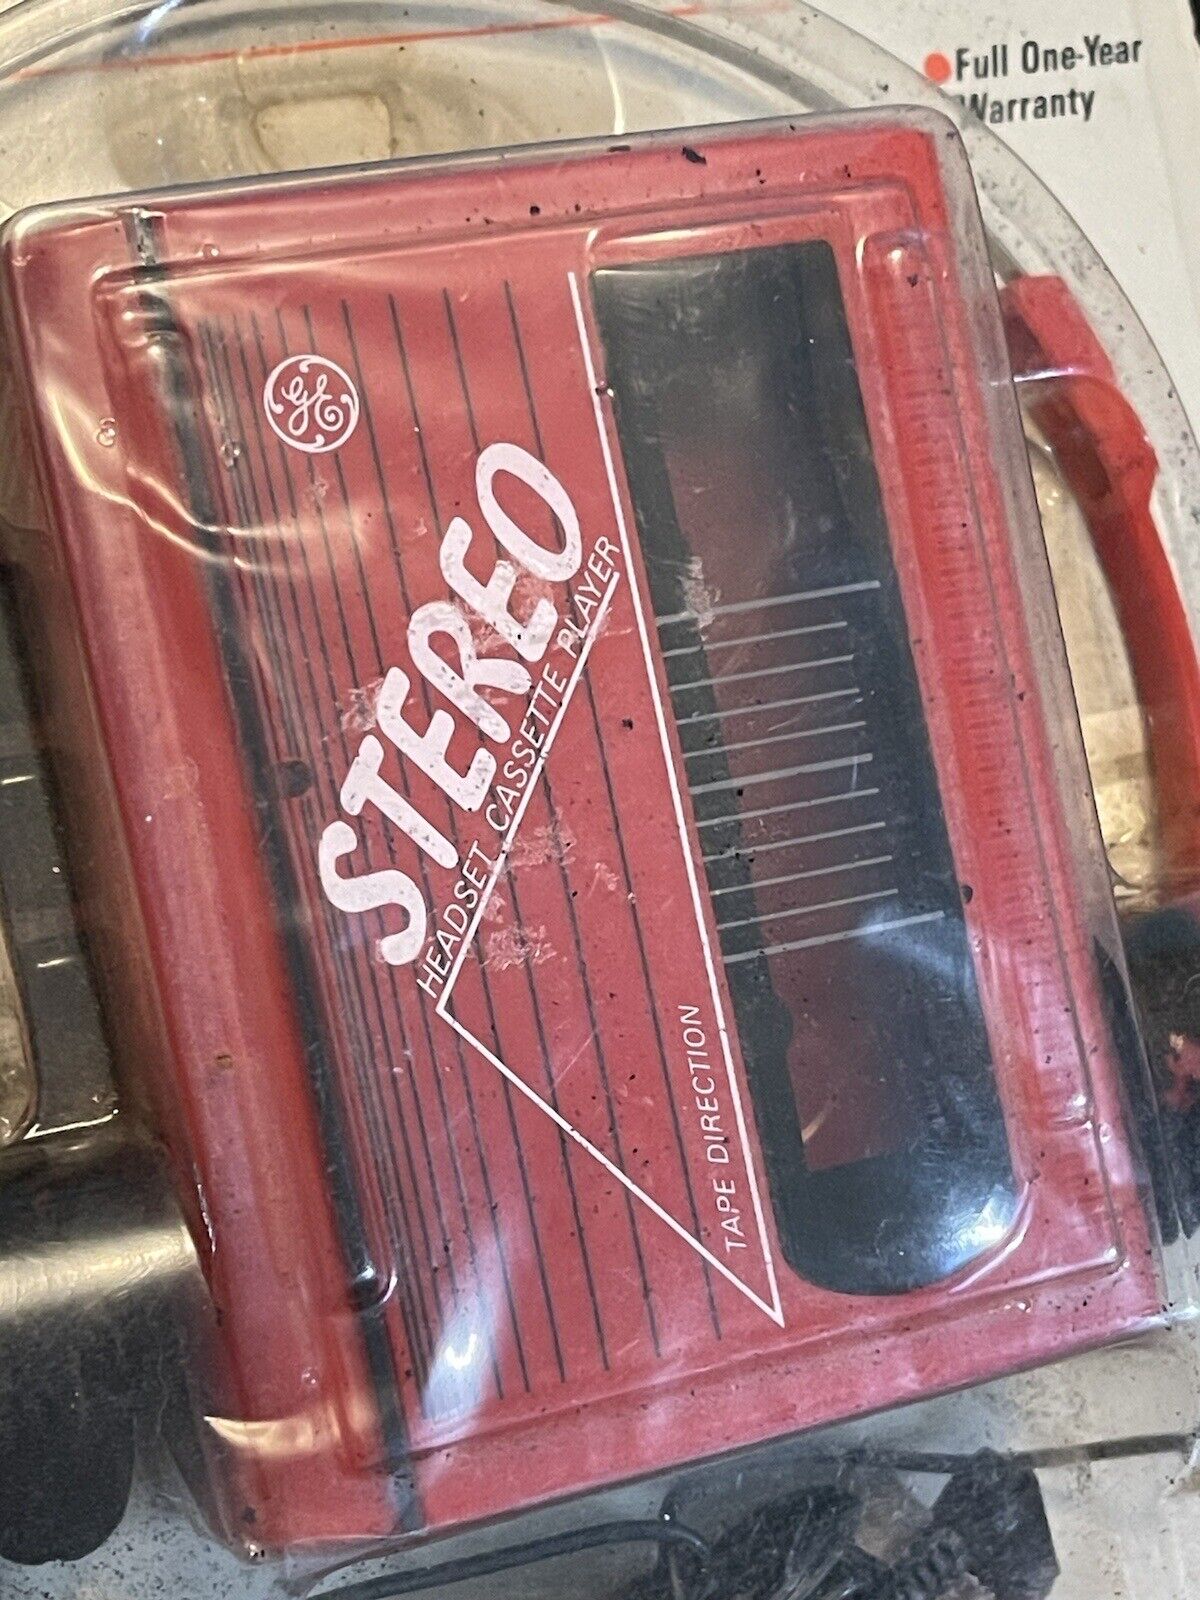 Full One-Year
Warranty
GE
STEREO
HEADSET CASSETTE PLAYER
TAPE DIRECTION